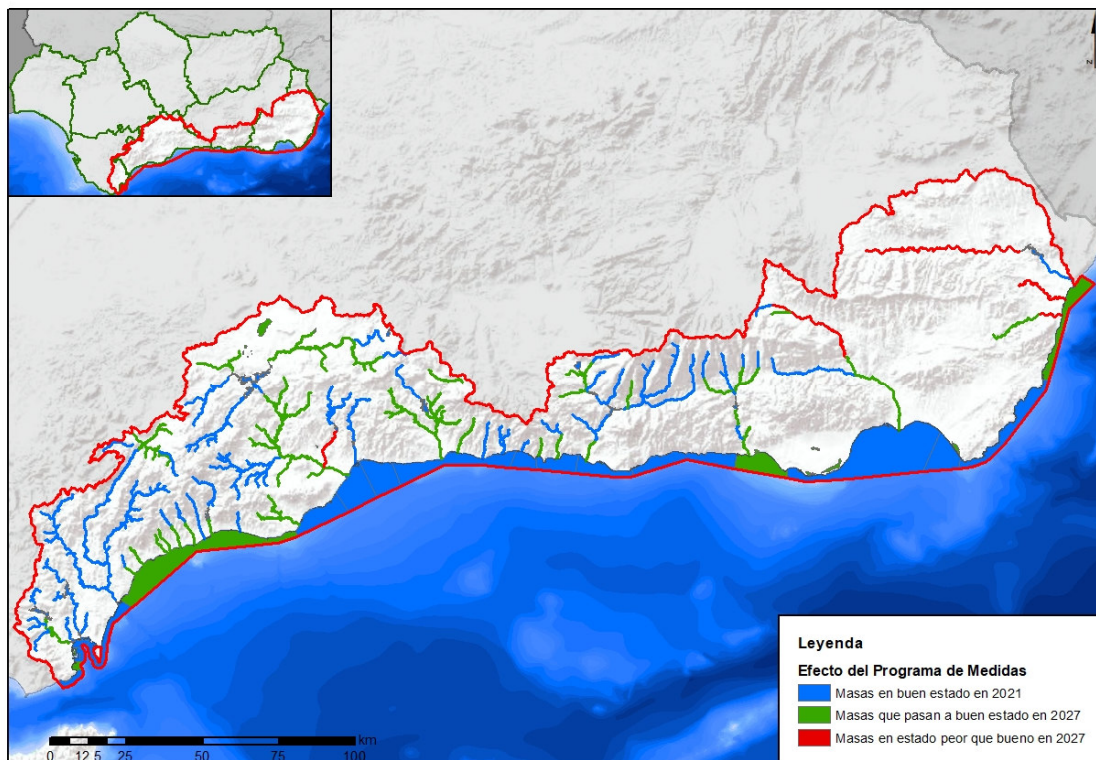 N
Leyenda
Efecto del Programa de Medidas
Masas en buen estado en 2021
Masas que pasan a buen estado en 2027
Masas en estado peor que bueno en 2027
km
0 12,5 25 50 75 100